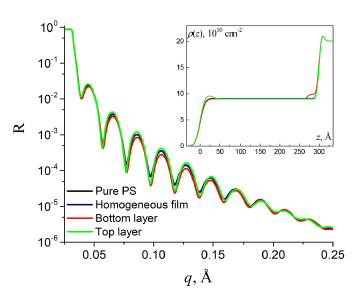 ρ(z), 10¹⁰ cm⁻²
20
15
10
5
0
0 50 100 150 200 250 300
z, Å
10⁰
10⁻¹
10⁻²
10⁻³
10⁻⁴
10⁻⁵
10⁻⁶
R
Pure PS
Homogeneous film
Bottom layer
Top layer
0.05 0.10 0.15 0.20 0.25
q, Å